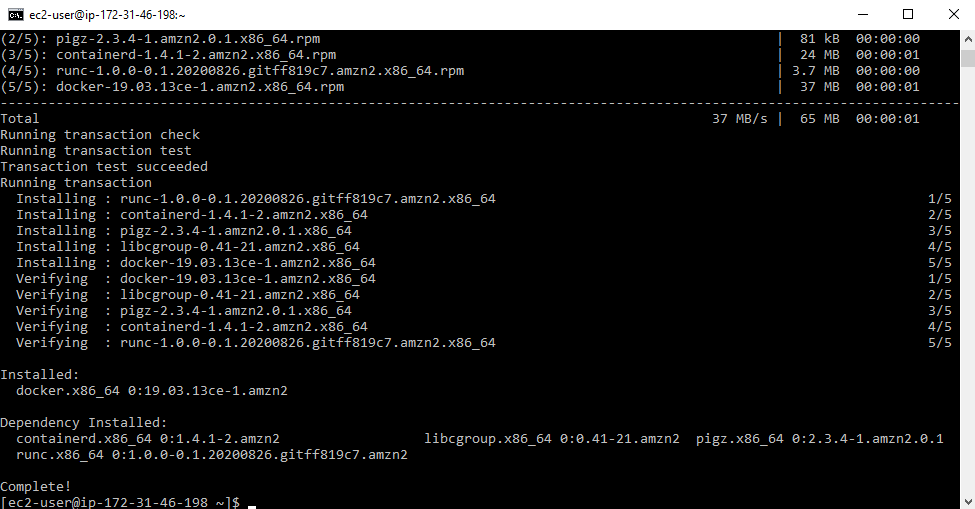 ec2-user@ip-172-31-46-198:~
(2/5): pigz-2.3.4-1.amzn2.0.1.x86_64.rpm | 81 kB 00:00:00
(3/5): containerd-1.4.1-2.amzn2.x86_64.rpm | 24 MB 00:00:01
(4/5): runc-1.0.0-0.1.20200826.gitff819c7.amzn2.x86_64.rpm | 3.7 MB 00:00:00
(5/5): docker-19.03.13ce-1.amzn2.x86_64.rpm | 37 MB 00:00:01
------------------------------------------------------------------------------------------------------------------------
Total 37 MB/s | 65 MB 00:00:01
Running transaction check
Running transaction test
Transaction test succeeded
Running transaction
Installing : runc-1.0.0-0.1.20200826.gitff819c7.amzn2.x86_64 1/5
Installing : containerd-1.4.1-2.amzn2.x86_64 2/5
Installing : pigz-2.3.4-1.amzn2.0.1.x86_64 3/5
Installing : libcgroup-0.41-21.amzn2.x86_64 4/5
Installing : docker-19.03.13ce-1.amzn2.x86_64 5/5
Verifying : docker-19.03.13ce-1.amzn2.x86_64 1/5
Verifying : libcgroup-0.41-21.amzn2.x86_64 2/5
Verifying : pigz-2.3.4-1.amzn2.0.1.x86_64 3/5
Verifying : containerd-1.4.1-2.amzn2.x86_64 4/5
Verifying : runc-1.0.0-0.1.20200826.gitff819c7.amzn2.x86_64 5/5
Installed:
docker.x86_64 0:19.03.13ce-1.amzn2
Dependency Installed:
containerd.x86_64 0:1.4.1-2.amzn2 libcgroup.x86_64 0:0.41-21.amzn2 pigz.x86_64 0:2.3.4-1.amzn2.0.1
runc.x86_64 0:1.0.0-0.1.20200826.gitff819c7.amzn2
Complete!
[ec2-user@ip-172-31-46-198 ~]$